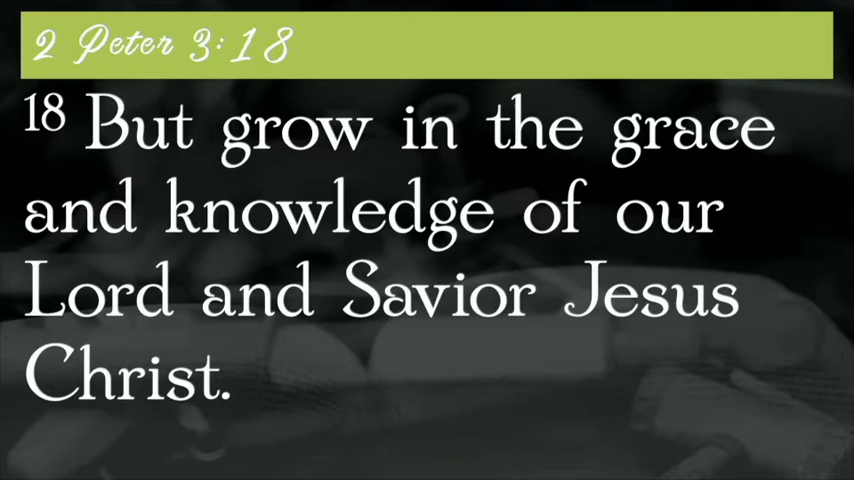 2 Peter 3:18
18 But grow in the grace
and knowledge of our
Lord and Savior Jesus
Christ.